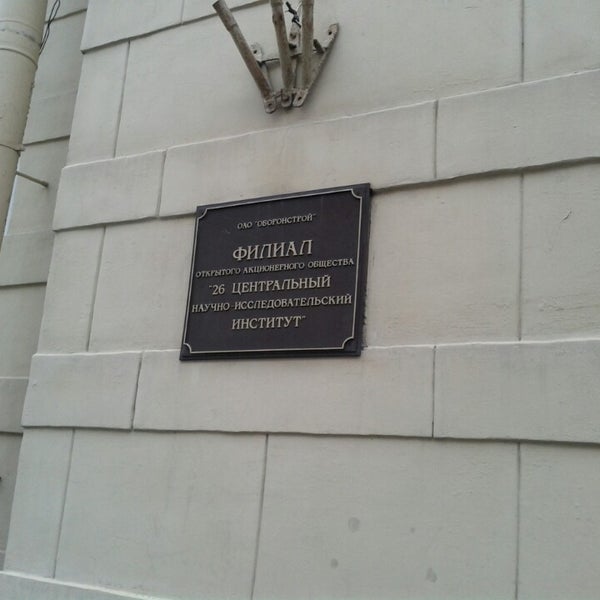 ОАО "ОБОРОНСТРОЙ"
ФИЛИАЛ
ОТКРЫТОГО АКЦИОНЕРНОГО ОБЩЕСТВА
"26 ЦЕНТРАЛЬНЫЙ
НАУЧНО-ИССЛЕДОВАТЕЛЬСКИЙ
ИНСТИТУТ"